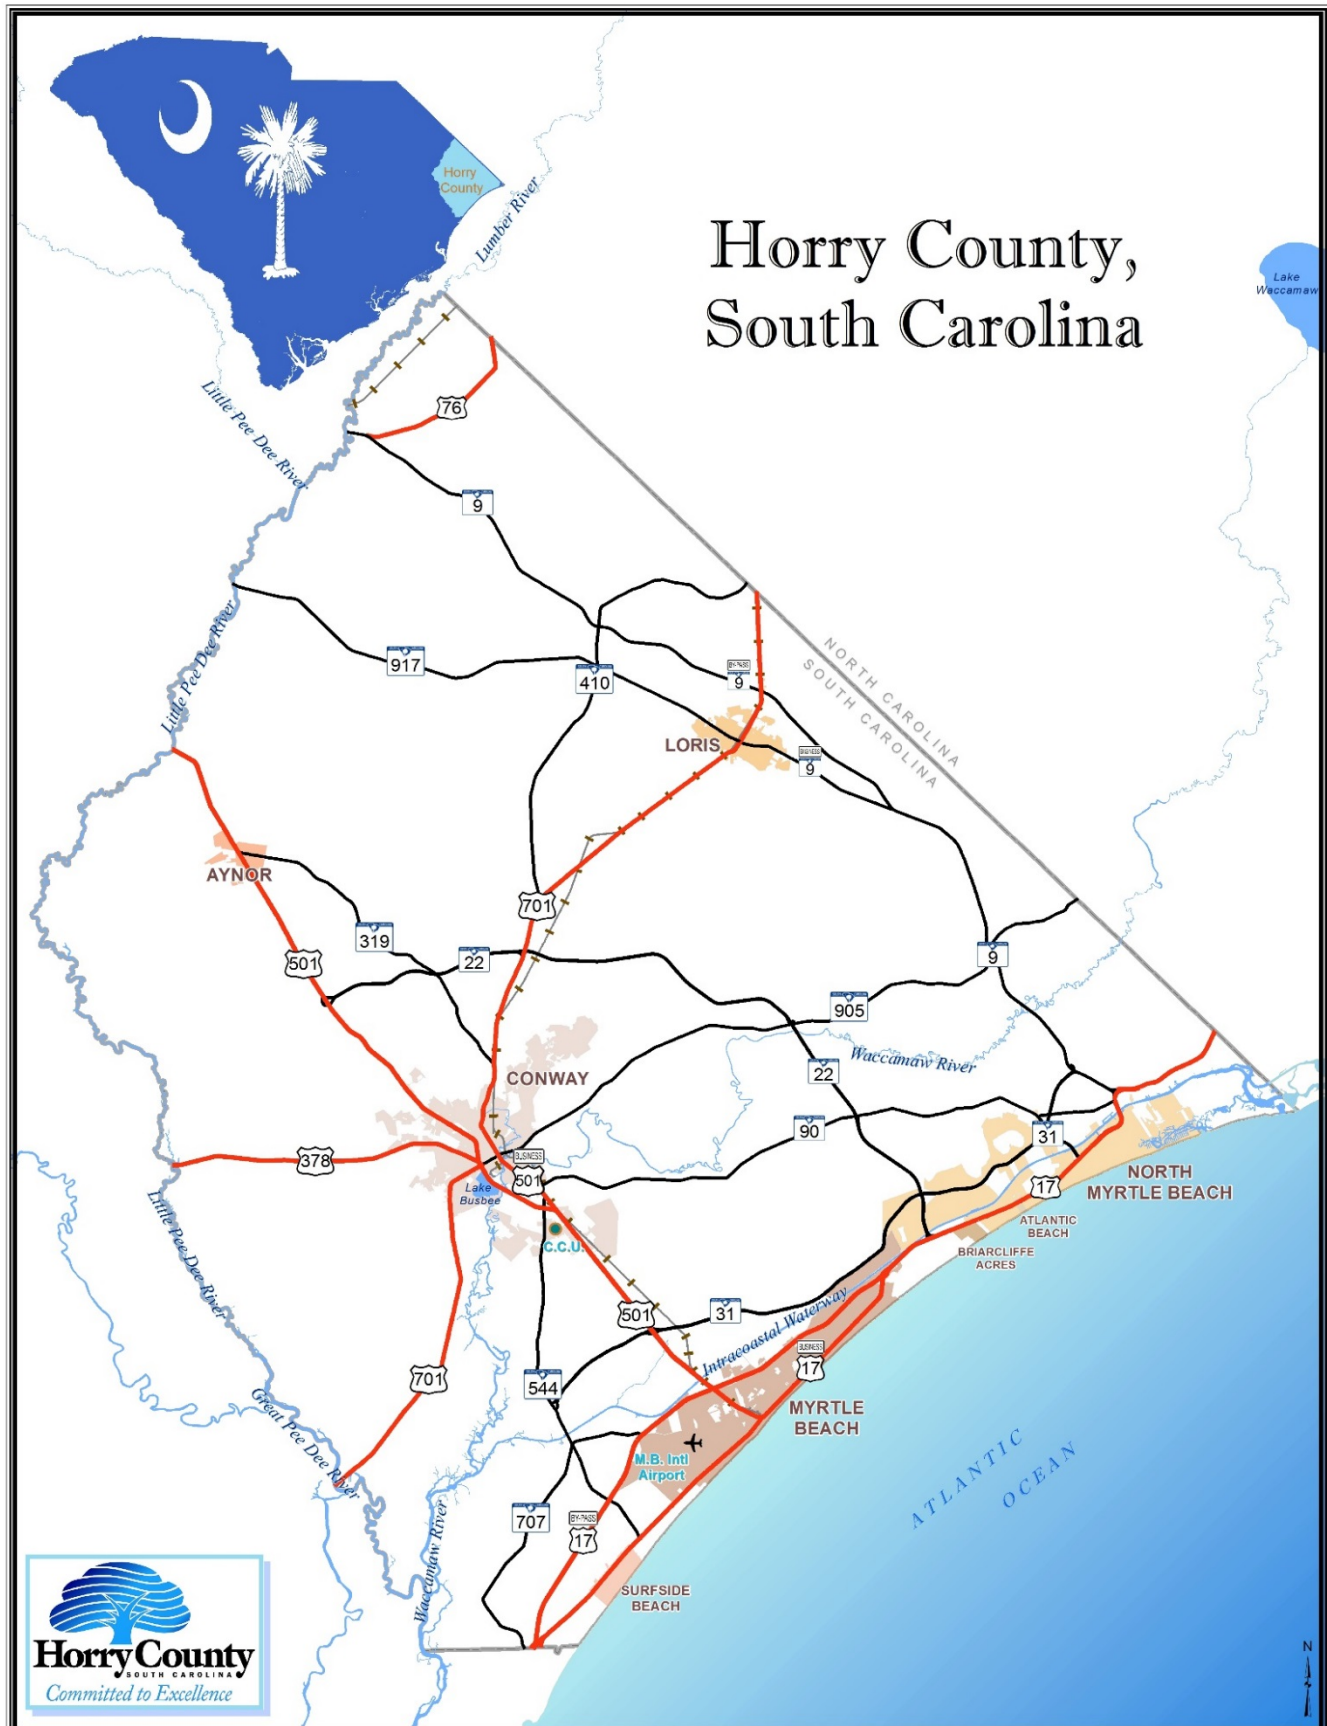 Horry
County
Lumber River
Horry County,
South Carolina
Lake
Waccamaw
Little Pee Dee River
76
9
NORTH CAROLINA
SOUTH CAROLINA
917
410
BY-PASS
9
Little Pee Dee River
LORIS
BUSINESS
9
AYNOR
701
319
22
501
9
905
Waccamaw River
CONWAY
22
90
31
378
BUSINESS
501
Lake
Busbee
17
NORTH
MYRTLE BEACH
ATLANTIC
BEACH
BRIARCLIFFE
ACRES
C.C.U.
Little Pee Dee River
501
31
Intracoastal Waterway
BUSINESS
17
701
544
MYRTLE
BEACH
Great Pee Dee River
M.B. Intl
Airport
ATLANTIC
OCEAN
707
BY-PASS
17
Waccamaw River
SURFSIDE
BEACH
Horry County
SOUTH CAROLINA
Committed to Excellence
N